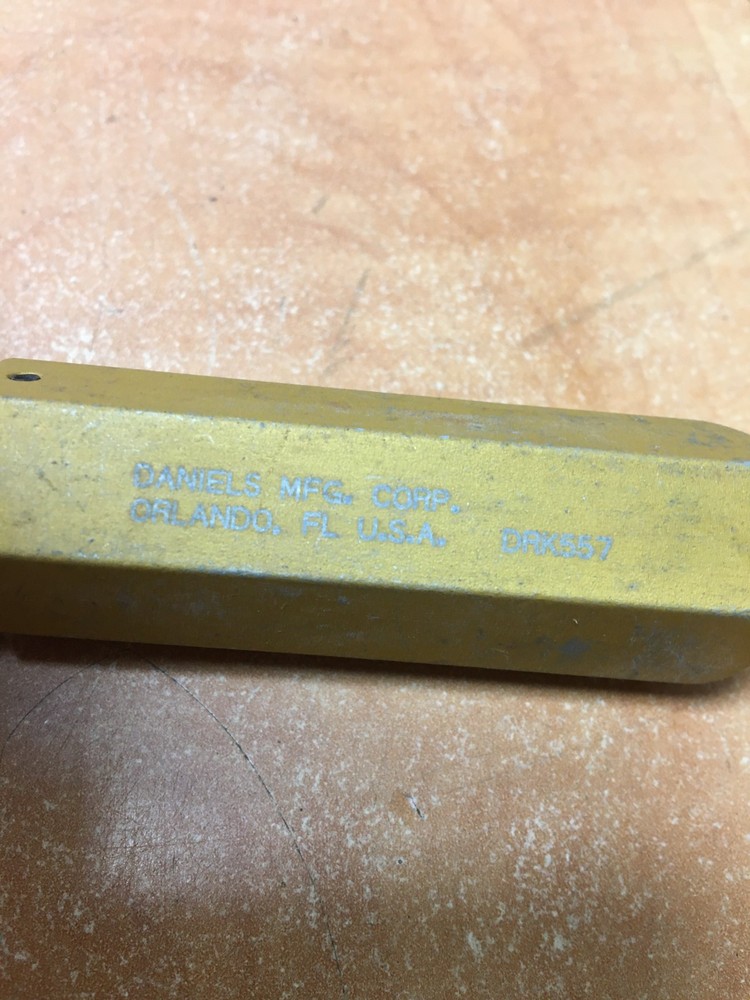 DANIELS MFG. CORP.
ORLANDO, FL U.S.A. DRK557